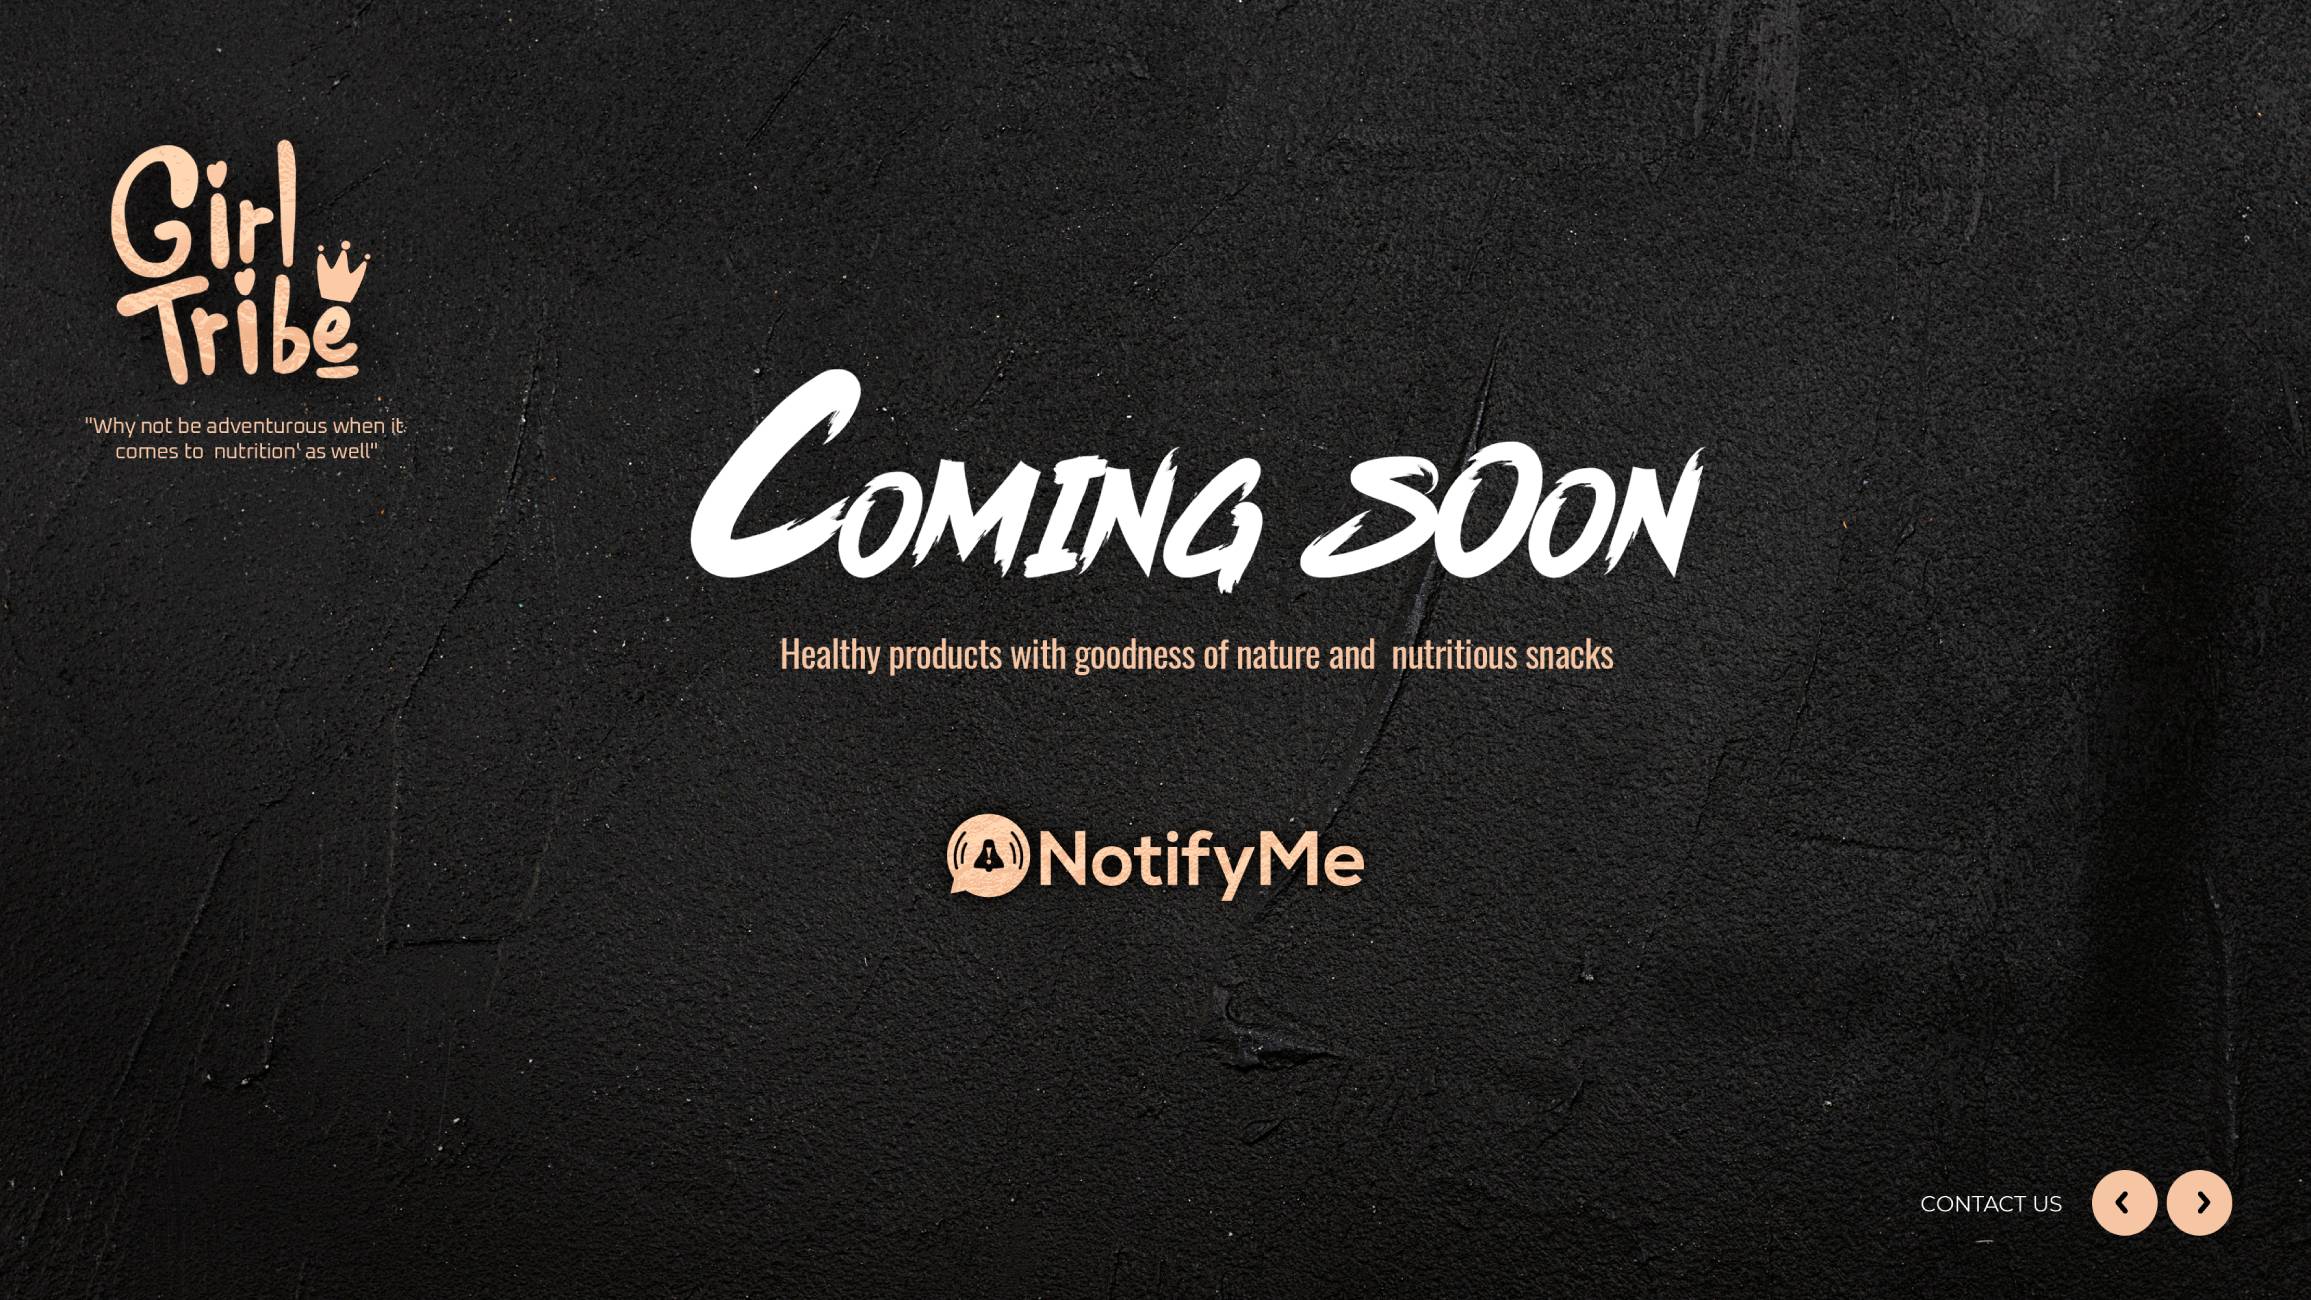 Girl
Tribe
"Why not be adventurous when it
comes to  nutrition' as well"
Coming soon
Healthy products with goodness of nature and  nutritious snacks
NotifyMe
CONTACT US